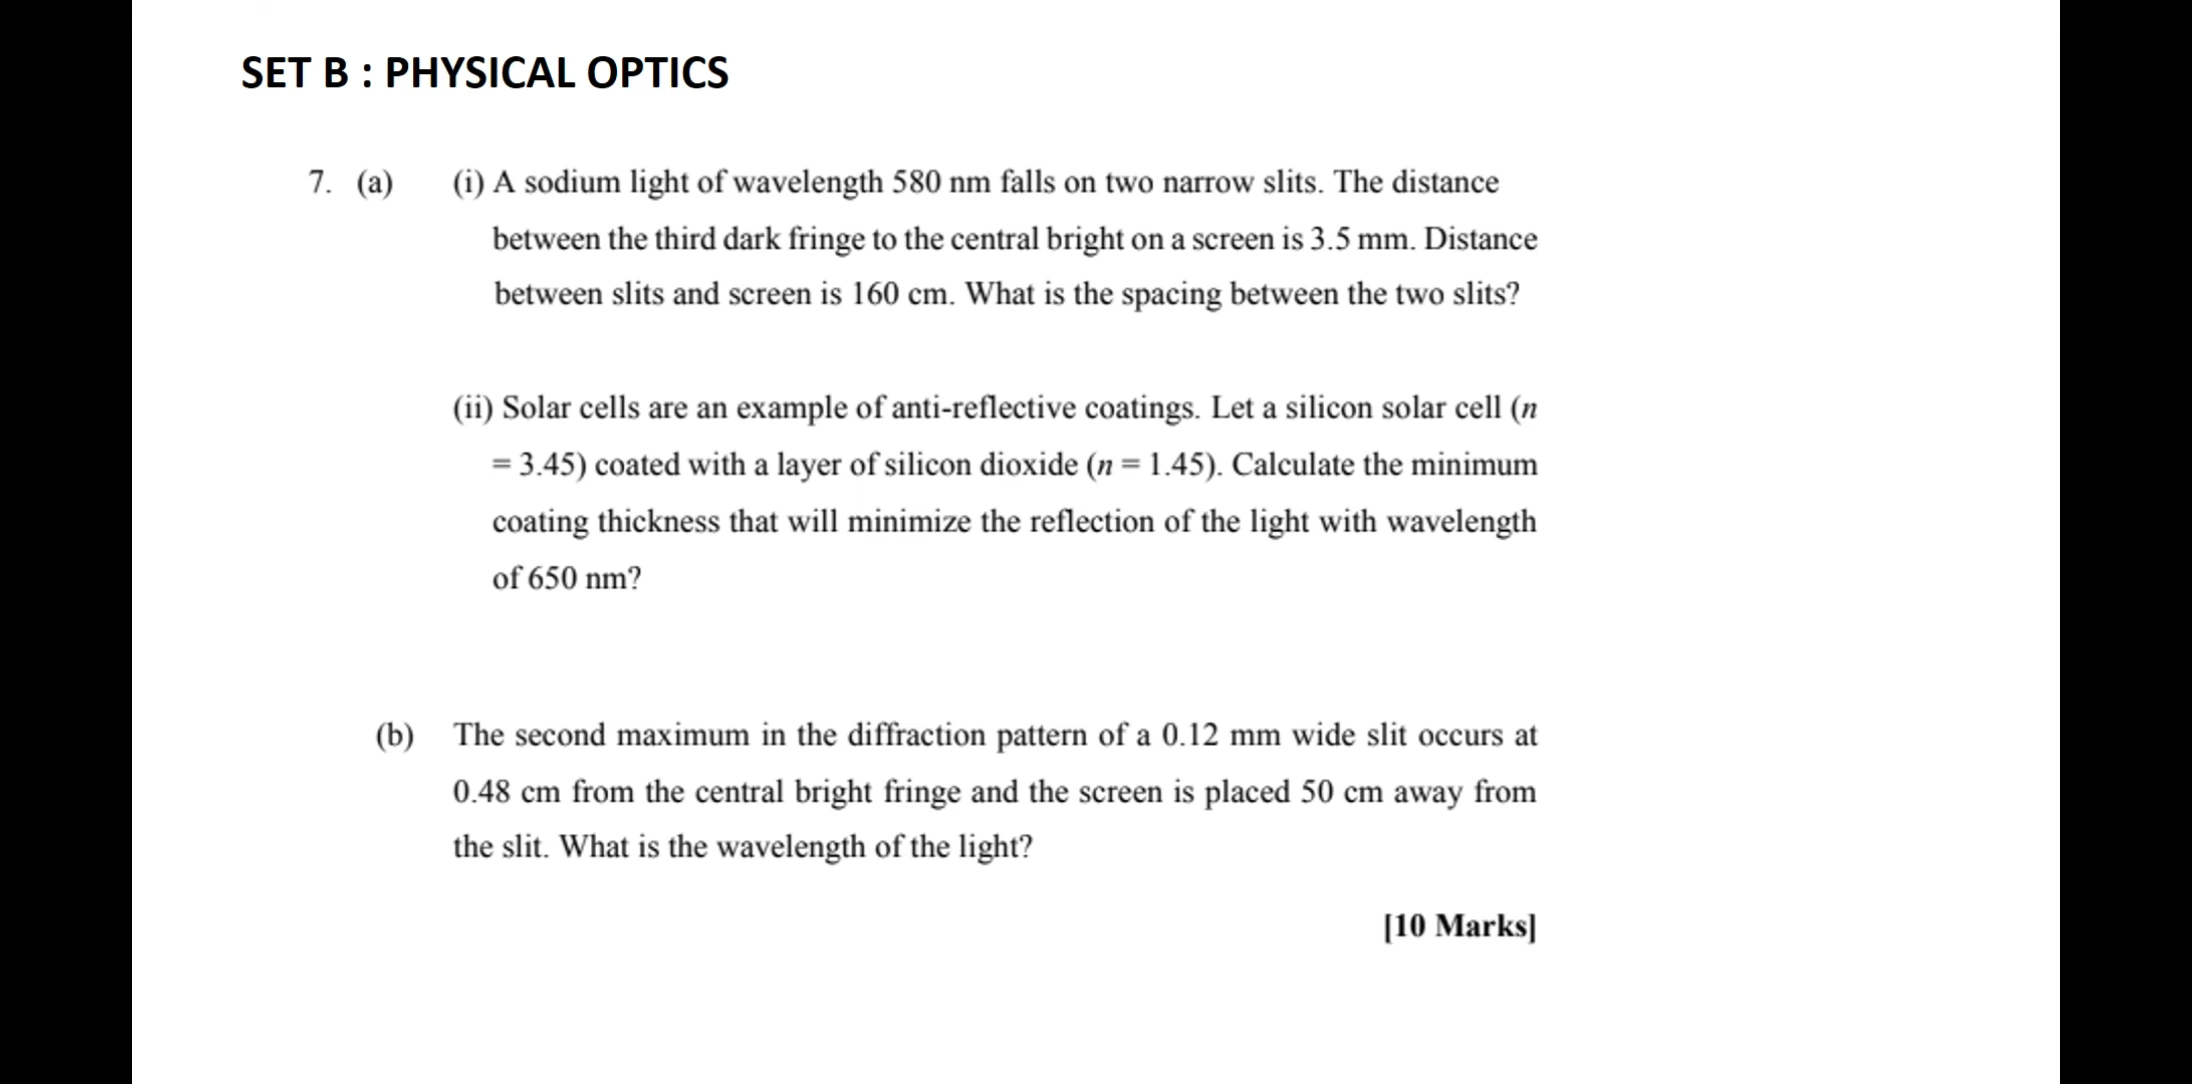 SET B : PHYSICAL OPTICS
7. (a) (i) A sodium light of wavelength 580 nm falls on two narrow slits. The distance
between the third dark fringe to the central bright on a screen is 3.5 mm. Distance
between slits and screen is 160 cm. What is the spacing between the two slits?
(ii) Solar cells are an example of anti-reflective coatings. Let a silicon solar cell (n
= 3.45) coated with a layer of silicon dioxide (n = 1.45). Calculate the minimum
coating thickness that will minimize the reflection of the light with wavelength
of 650 nm?
(b) The second maximum in the diffraction pattern of a 0.12 mm wide slit occurs at
0.48 cm from the central bright fringe and the screen is placed 50 cm away from
the slit. What is the wavelength of the light?
[10 Marks]